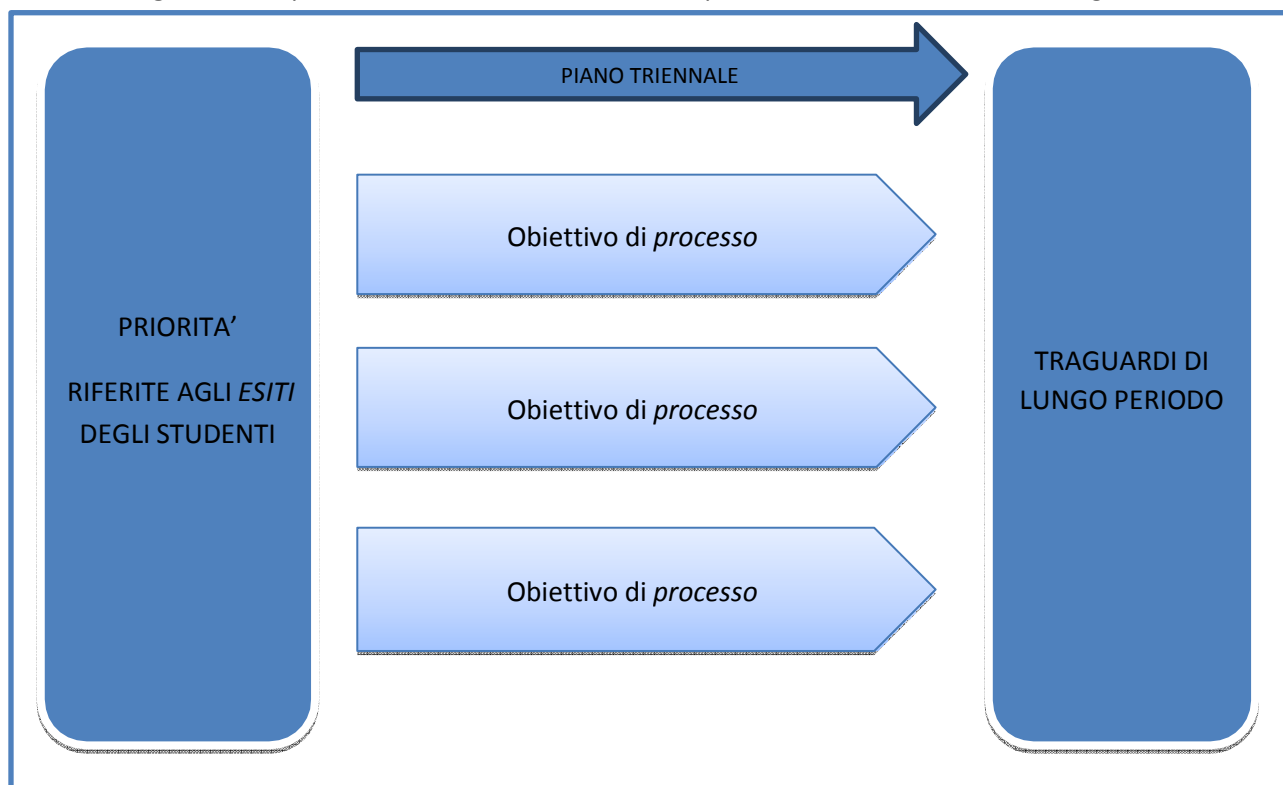 PIANO TRIENNALE
PRIORITA’
RIFERITE AGLI ESITI
DEGLI STUDENTI
Obiettivo di processo
Obiettivo di processo
Obiettivo di processo
TRAGUARDI DI
LUNGO PERIODO